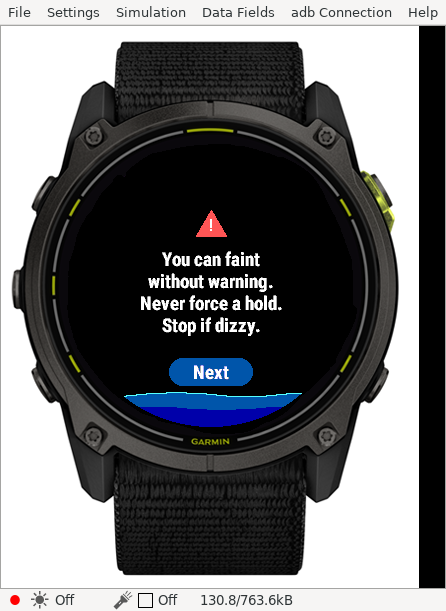 File Settings Simulation Data Fields adb Connection Help
!
You can faint
without warning.
Never force a hold.
Stop if dizzy.
Next
GARMIN
Off Off 130.8/763.6kB